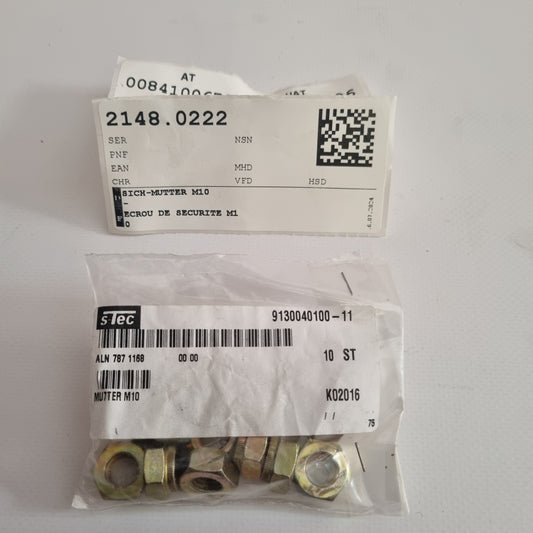 AT
2148.0222
SER NSN
PNF
EAN MHD
CHR VFD HSD
D SICH-MUTTER M10
-
F ECROU DE SECURITE M1
0
s-Tec
9130040100-11
ALN 787 1168 00 00 10 ST
MUTTER M10 K02016
/ / 75